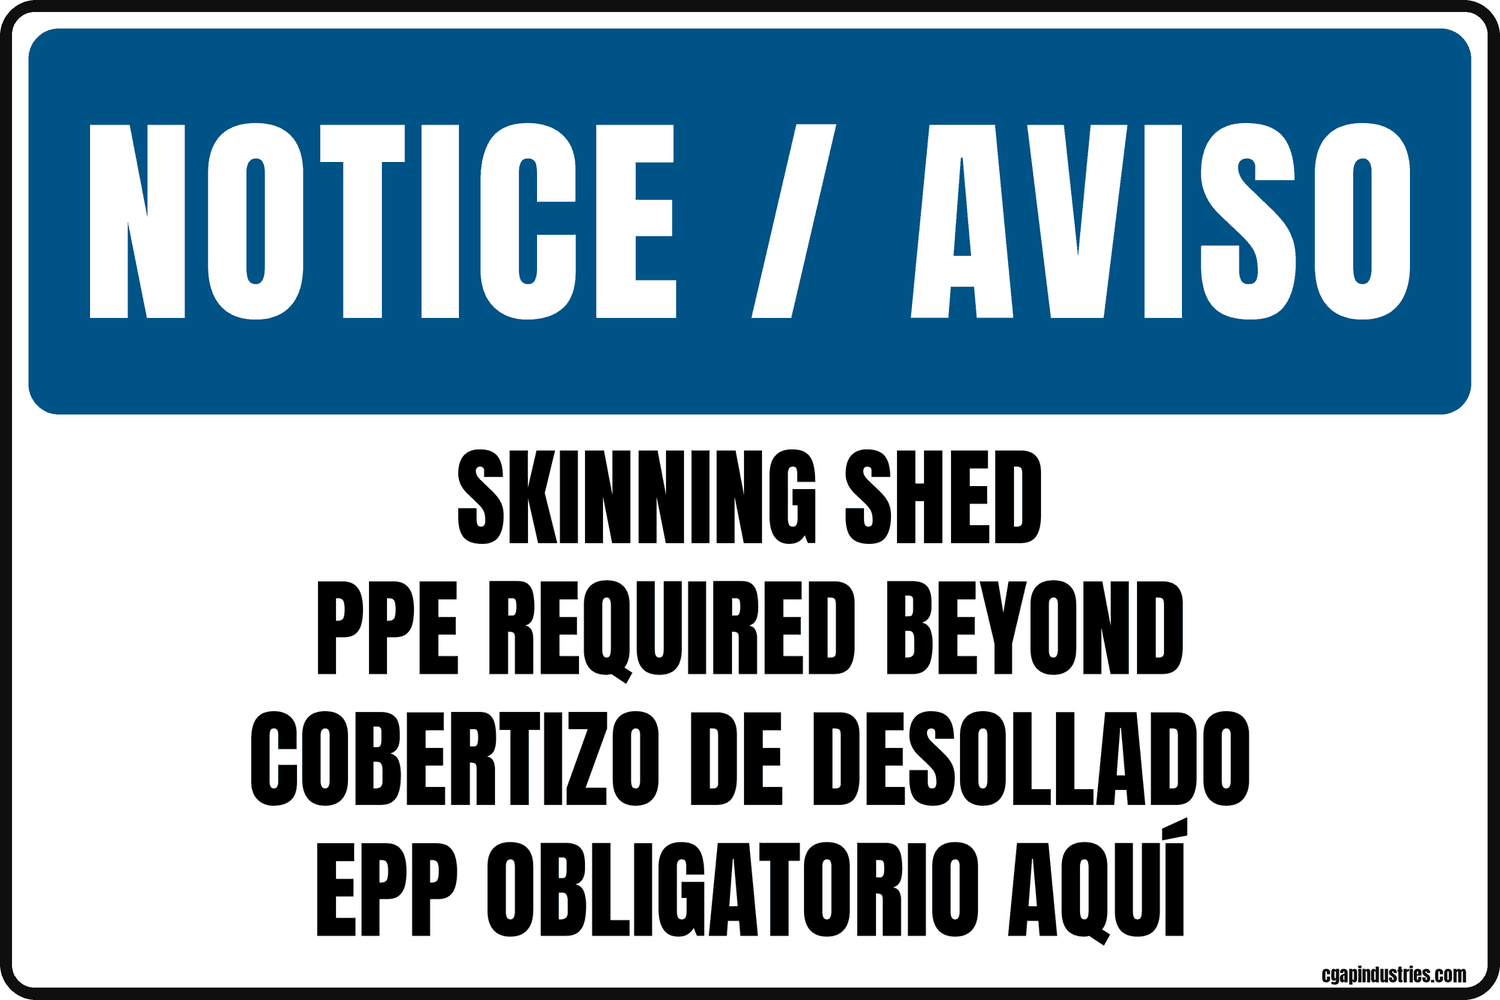 NOTICE / AVISO
SKINNING SHED
PPE REQUIRED BEYOND
COBERTIZO DE DESOLLADO
EPP OBLIGATORIO AQUÍ
cgapindustries.com